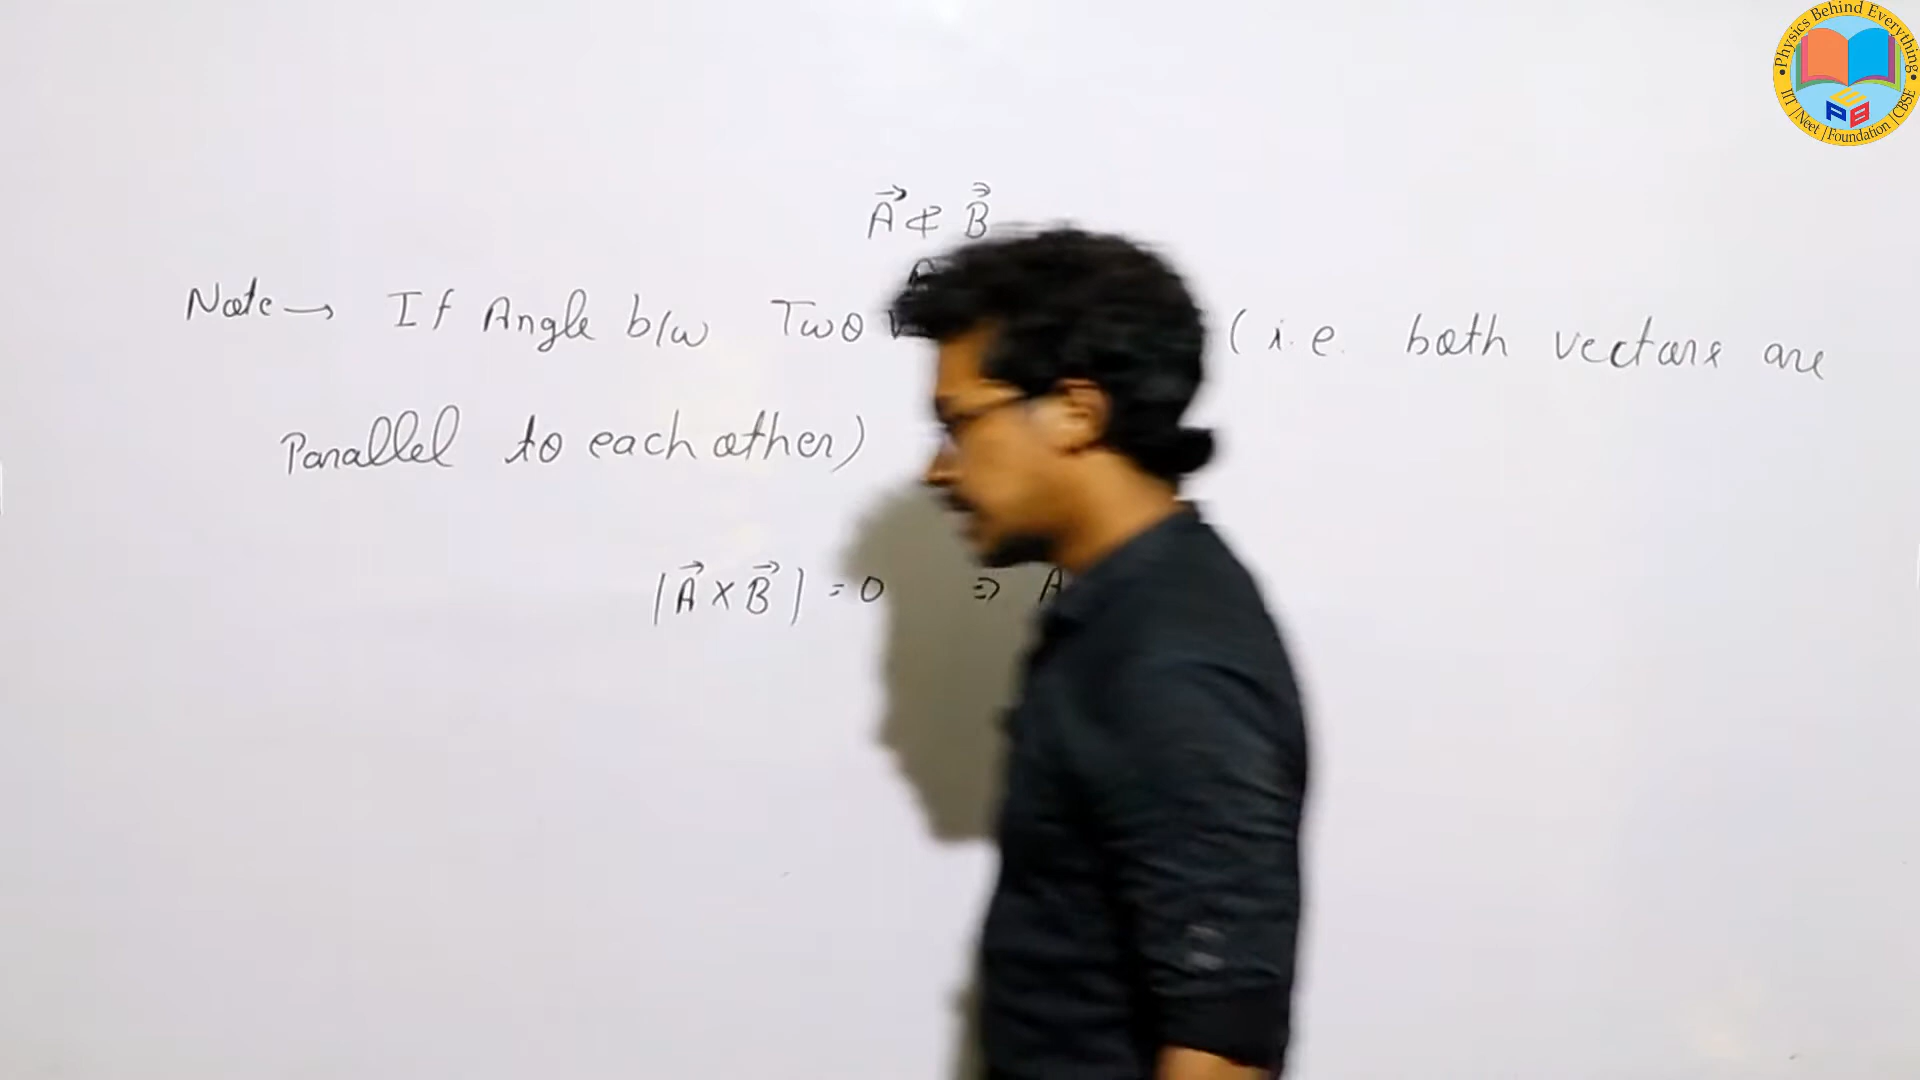 •Physics Behind Everything•
IIT |Neet |Foundation |CBSE
PEB
A⃗ & B⃗
Note → If Angle b/w Two (i.e. both vectors are
Parallel to each other)
|A⃗ × B⃗| = 0 ⇒ A